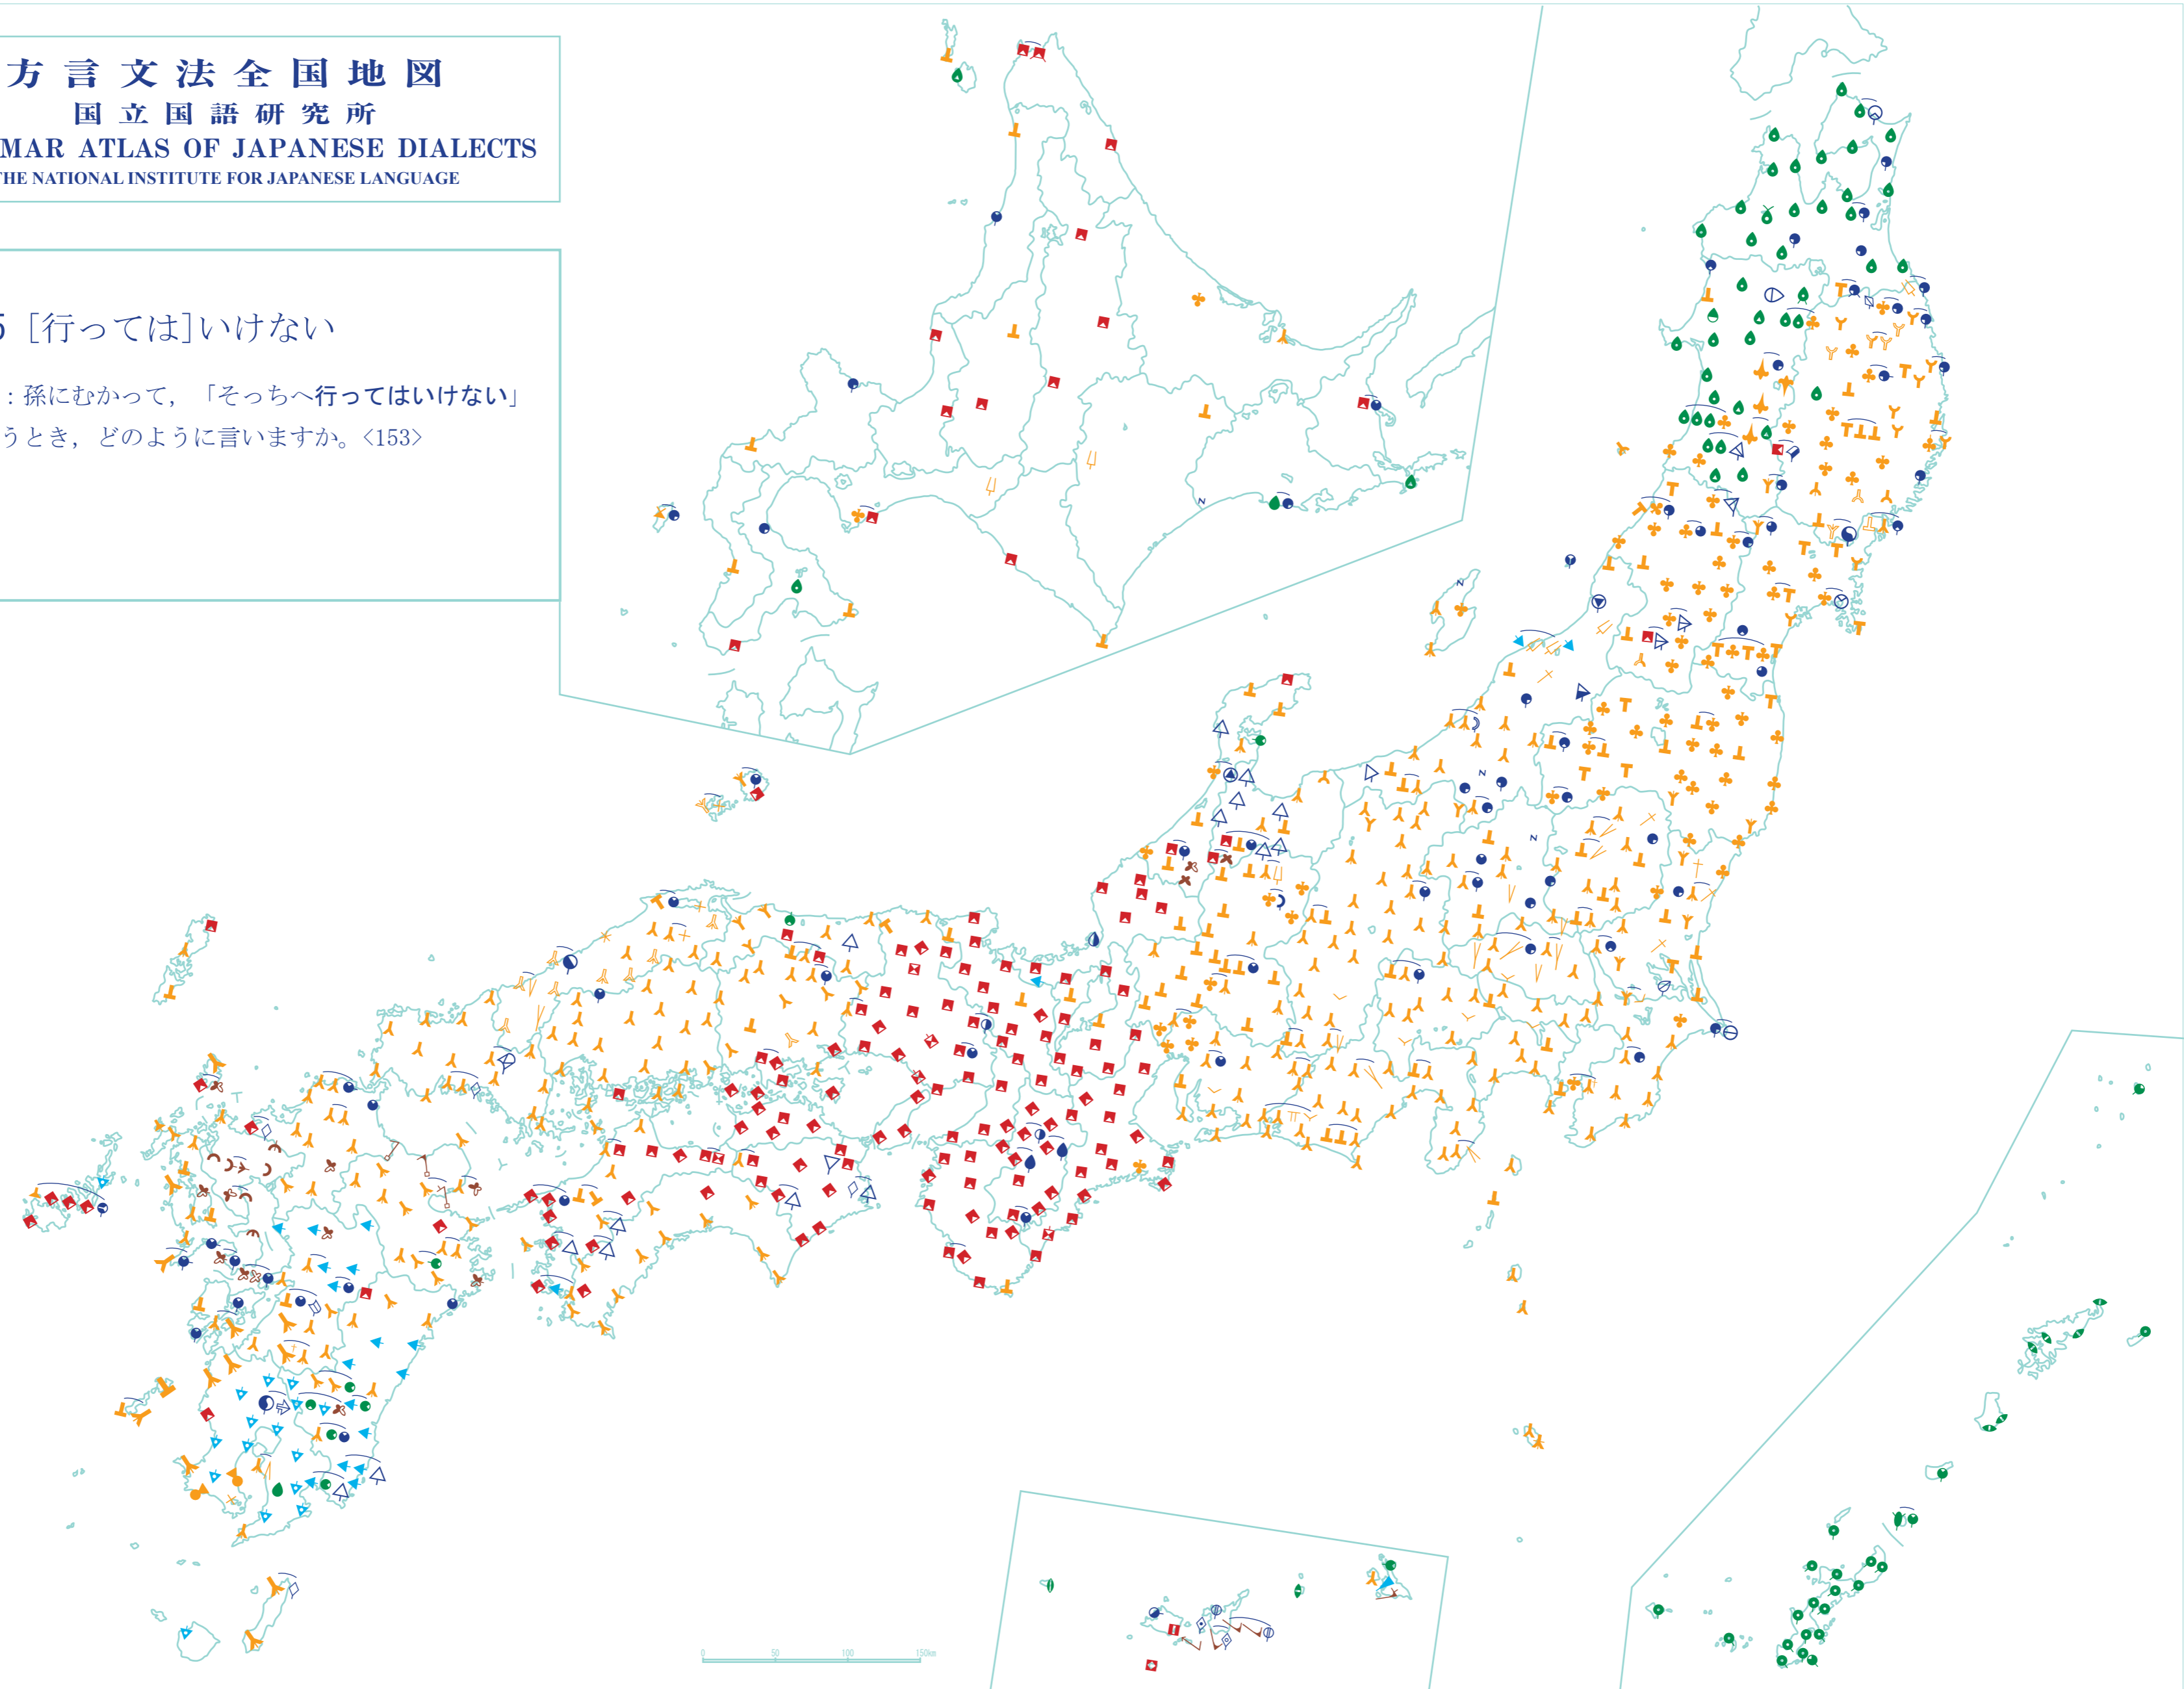 方言文法全国地図
国立国語研究所
MAR ATLAS OF JAPANESE DIALECTS
THE NATIONAL INSTITUTE FOR JAPANESE LANGUAGE
5 [行っては]いけない
：孫にむかって，「そっちへ行ってはいけない」
うとき，どのように言いますか。<153>
0 50 100 150km